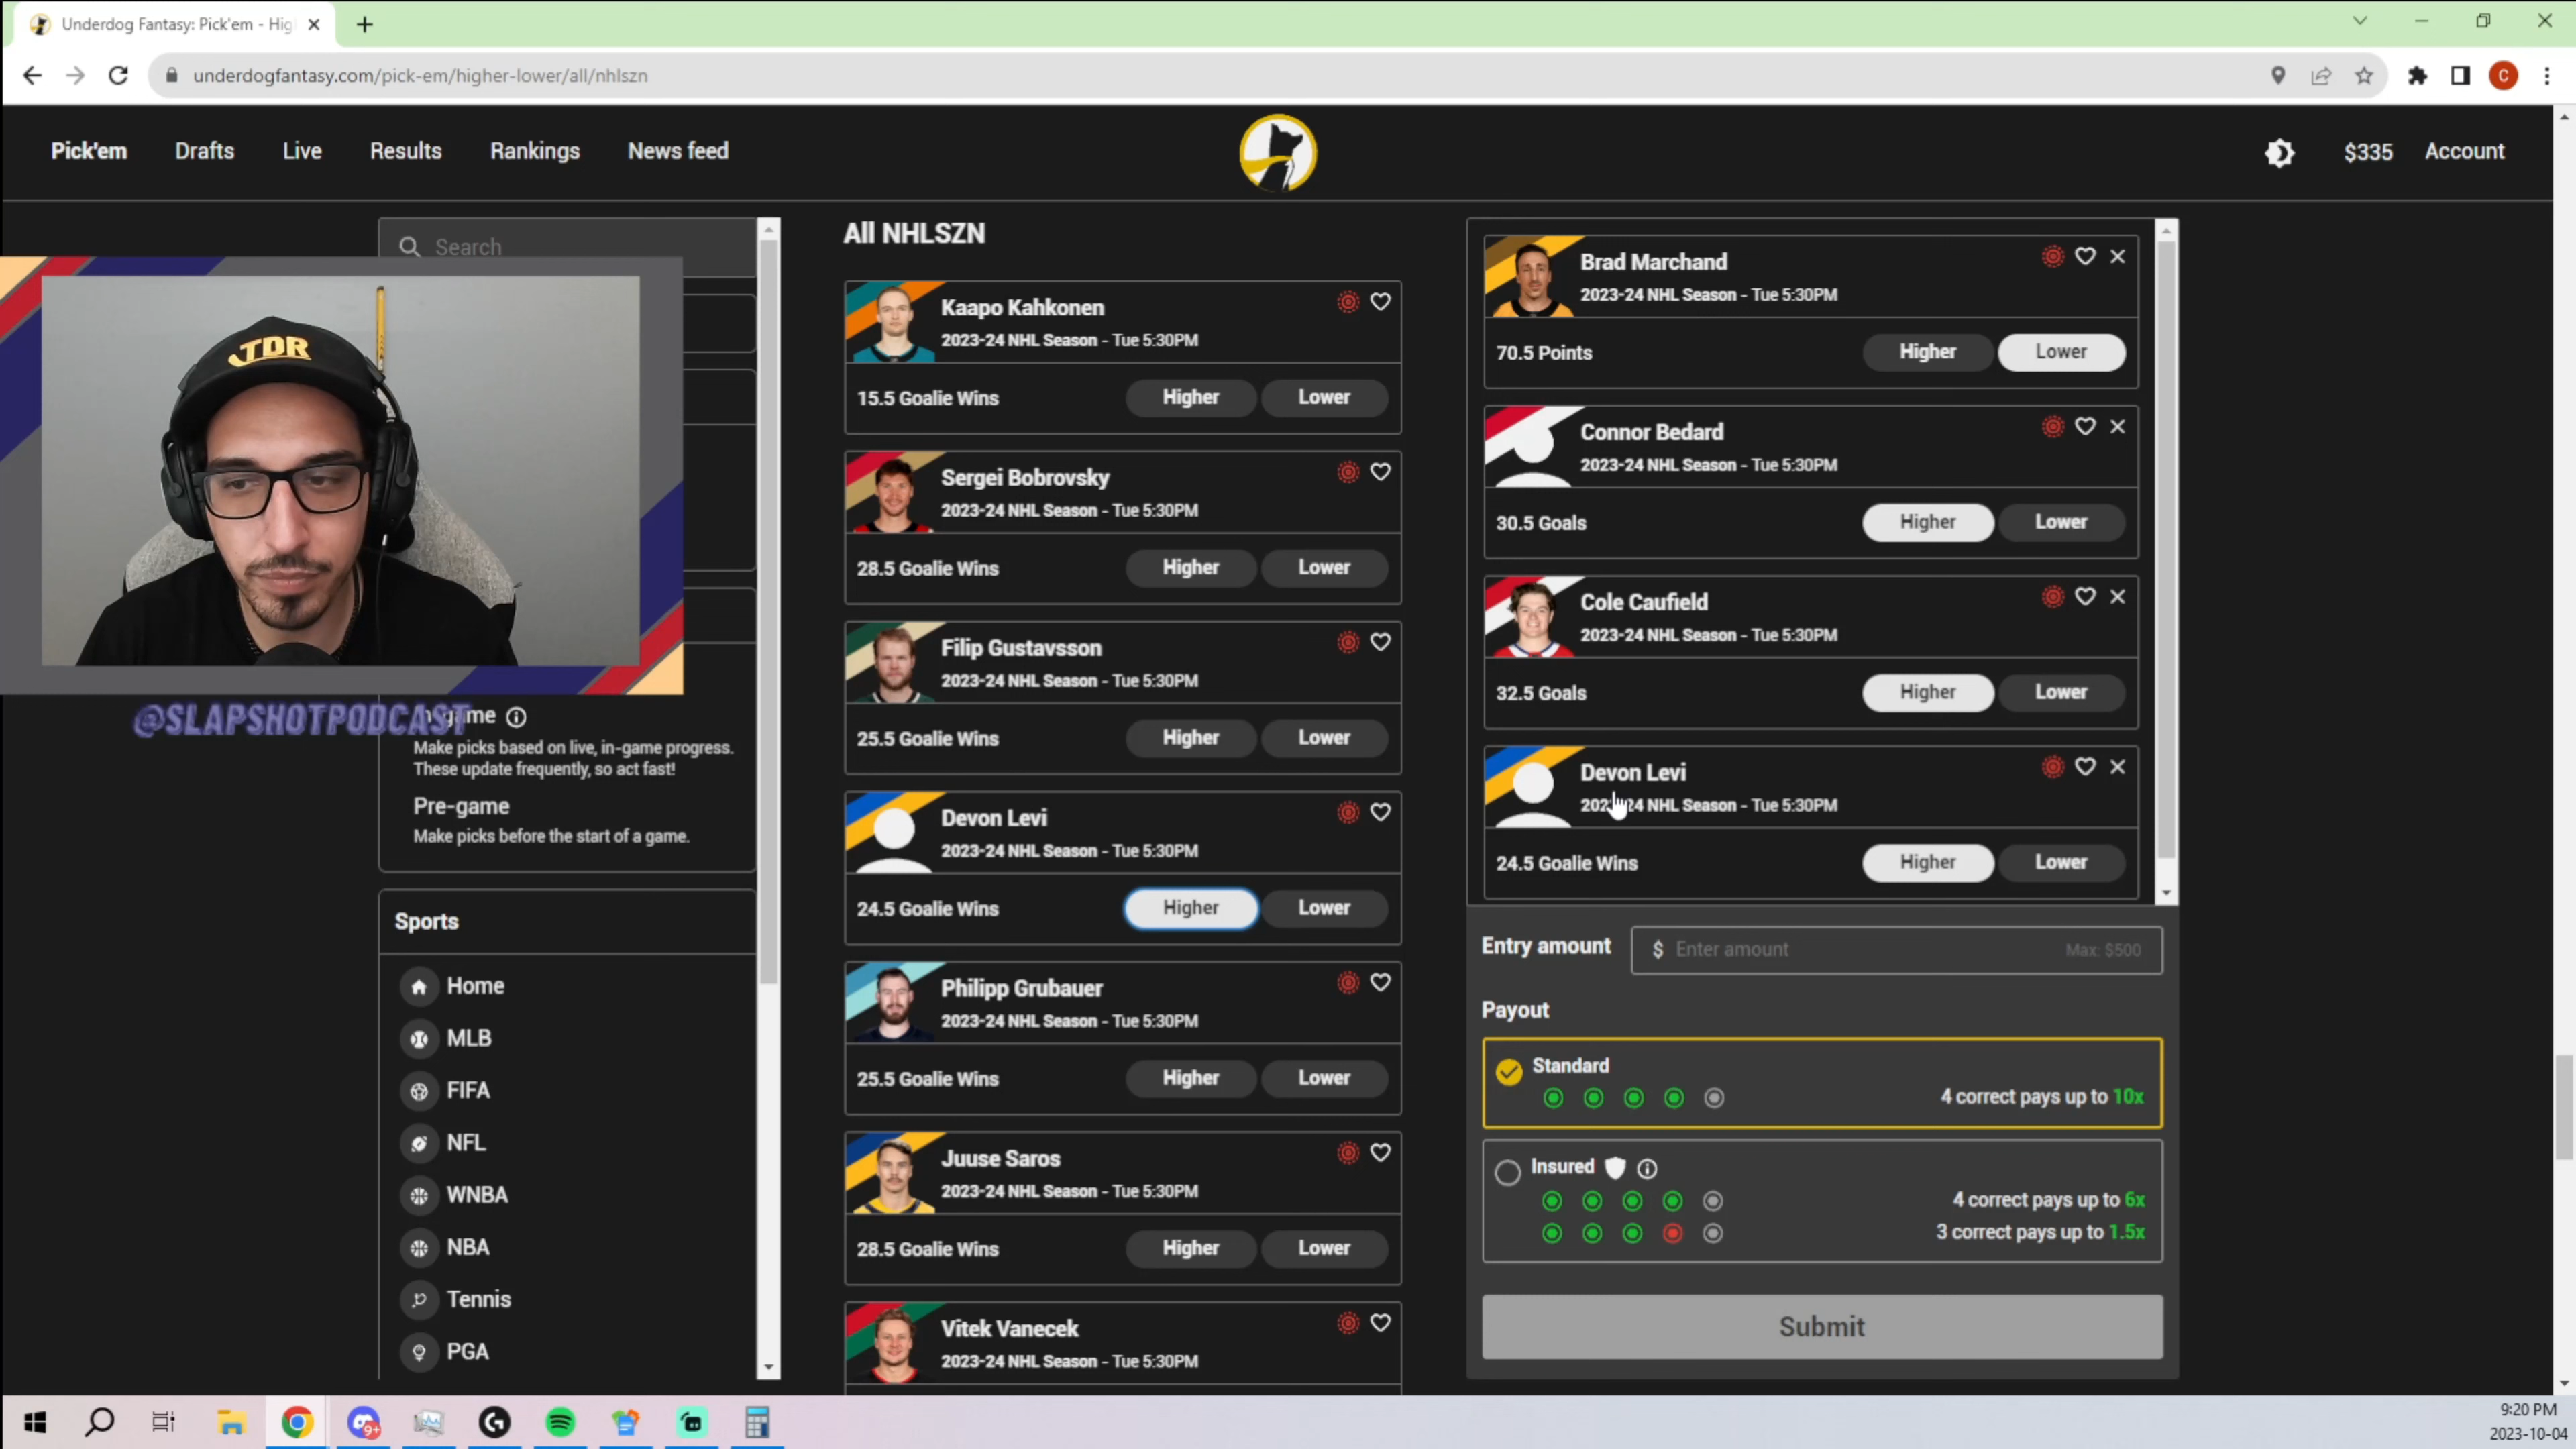 Underdog Fantasy: Pick'em - Hig
underdogfantasy.com/pick-em/higher-lower/all/nhlszn
C
Pick'em
Drafts
Live
Results
Rankings
News feed
$335
Account
Search
TDR
@SLAPSHOTPODCAST
game
Make picks based on live, in-game progress.
These update frequently, so act fast!
Pre-game
Make picks before the start of a game.
Sports
Home
MLB
FIFA
NFL
WNBA
NBA
Tennis
PGA
All NHLSZN
Kaapo Kahkonen
2023-24 NHL Season - Tue 5:30PM
15.5 Goalie Wins Higher Lower
Sergei Bobrovsky
2023-24 NHL Season - Tue 5:30PM
28.5 Goalie Wins Higher Lower
Filip Gustavsson
2023-24 NHL Season - Tue 5:30PM
25.5 Goalie Wins Higher Lower
Devon Levi
2023-24 NHL Season - Tue 5:30PM
24.5 Goalie Wins Higher Lower
Philipp Grubauer
2023-24 NHL Season - Tue 5:30PM
25.5 Goalie Wins Higher Lower
Juuse Saros
2023-24 NHL Season - Tue 5:30PM
28.5 Goalie Wins Higher Lower
Vitek Vanecek
2023-24 NHL Season - Tue 5:30PM
Brad Marchand
2023-24 NHL Season - Tue 5:30PM
70.5 Points Higher Lower
Connor Bedard
2023-24 NHL Season - Tue 5:30PM
30.5 Goals Higher Lower
Cole Caufield
2023-24 NHL Season - Tue 5:30PM
32.5 Goals Higher Lower
Devon Levi
2023-24 NHL Season - Tue 5:30PM
24.5 Goalie Wins Higher Lower
Entry amount $ Enter amount Max: $500
Payout
Standard
4 correct pays up to 10x
Insured
4 correct pays up to 6x
3 correct pays up to 1.5x
Submit
9+
9:20 PM
2023-10-04